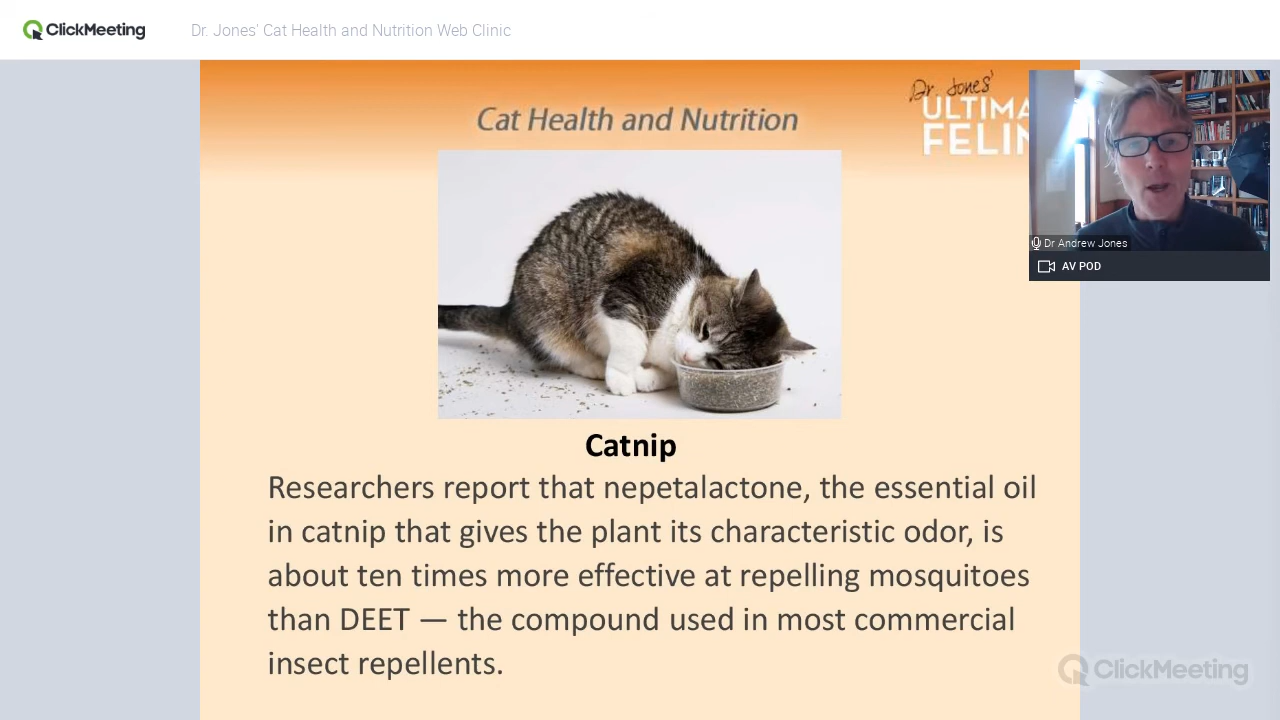 ClickMeeting
Dr. Jones' Cat Health and Nutrition Web Clinic
Dr. Jones'
ULTIMA
FELIN
Cat Health and Nutrition
Dr Andrew Jones
AV POD
Catnip
Researchers report that nepetalactone, the essential oil
in catnip that gives the plant its characteristic odor, is
about ten times more effective at repelling mosquitoes
than DEET — the compound used in most commercial
insect repellents.
ClickMeeting